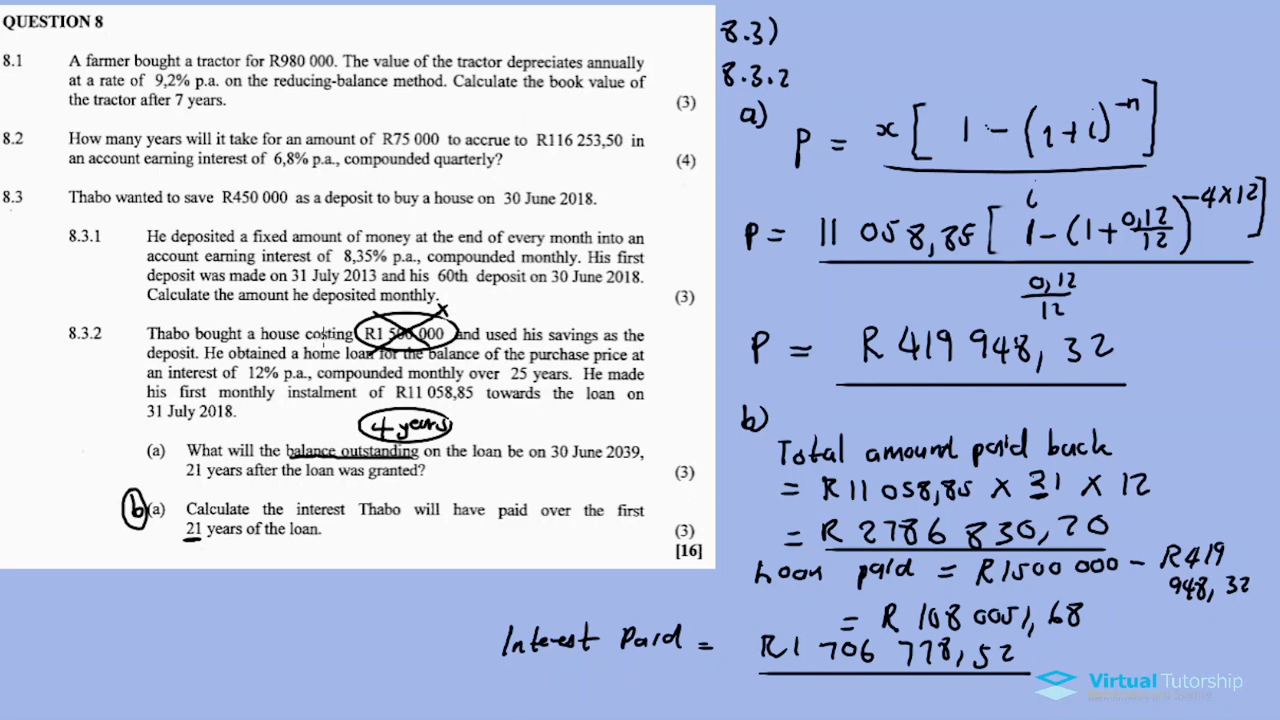 QUESTION 8
8.1 A farmer bought a tractor for R980 000. The value of the tractor depreciates annually
at a rate of 9,2% p.a. on the reducing-balance method. Calculate the book value of
the tractor after 7 years. (3)
8.2 How many years will it take for an amount of R75 000 to accrue to R116 253,50 in
an account earning interest of 6,8% p.a., compounded quarterly? (4)
8.3 Thabo wanted to save R450 000 as a deposit to buy a house on 30 June 2018.
8.3.1 He deposited a fixed amount of money at the end of every month into an
account earning interest of 8,35% p.a., compounded monthly. His first
deposit was made on 31 July 2013 and his 60th deposit on 30 June 2018.
Calculate the amount he deposited monthly. (3)
x
8.3.2 Thabo bought a house costing R1 500 000 and used his savings as the
deposit. He obtained a home loan for the balance of the purchase price at
an interest of 12% p.a., compounded monthly over 25 years. He made
his first monthly instalment of R11 058,85 towards the loan on
31 July 2018.
4 years
(a) What will the balance outstanding on the loan be on 30 June 2039,
21 years after the loan was granted? (3)
b (a) Calculate the interest Thabo will have paid over the first
21 years of the loan. (3)
[16]
8.3)
8.3.2
a) P = x[ 1 - (1+i)^-n ]
i
P = 11 058,85 [ 1 - (1 + 0,12/12)^-4×12 ]
0,12
12
P = R 419 948,32
b)
Total amount paid back
= R11 058,85 × 21 × 12
= R 2786 830,20
Loan paid = R1500 000 - R419
948,32
= R 108 0051,68
Interest Paid = R1 706 778,52
Virtual Tutorship